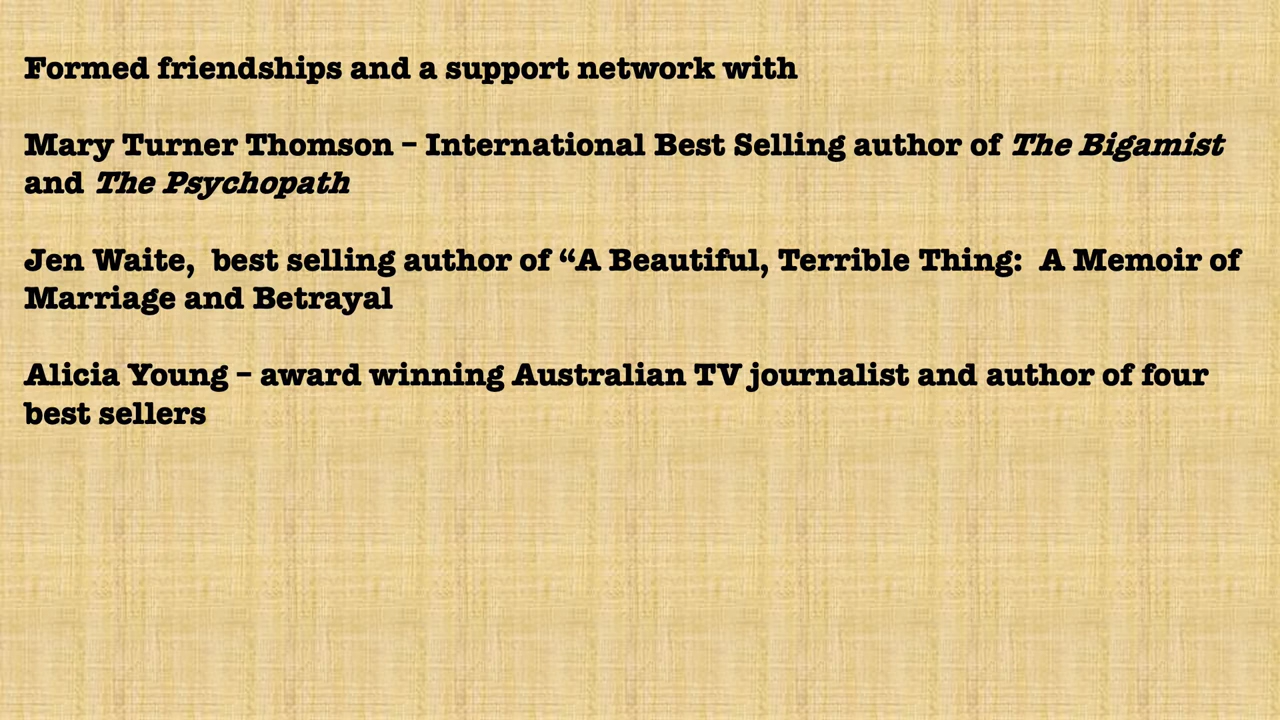 Formed friendships and a support network with
Mary Turner Thomson – International Best Selling author of The Bigamist
and The Psychopath
Jen Waite,  best selling author of “A Beautiful, Terrible Thing:  A Memoir of
Marriage and Betrayal
Alicia Young – award winning Australian TV journalist and author of four
best sellers